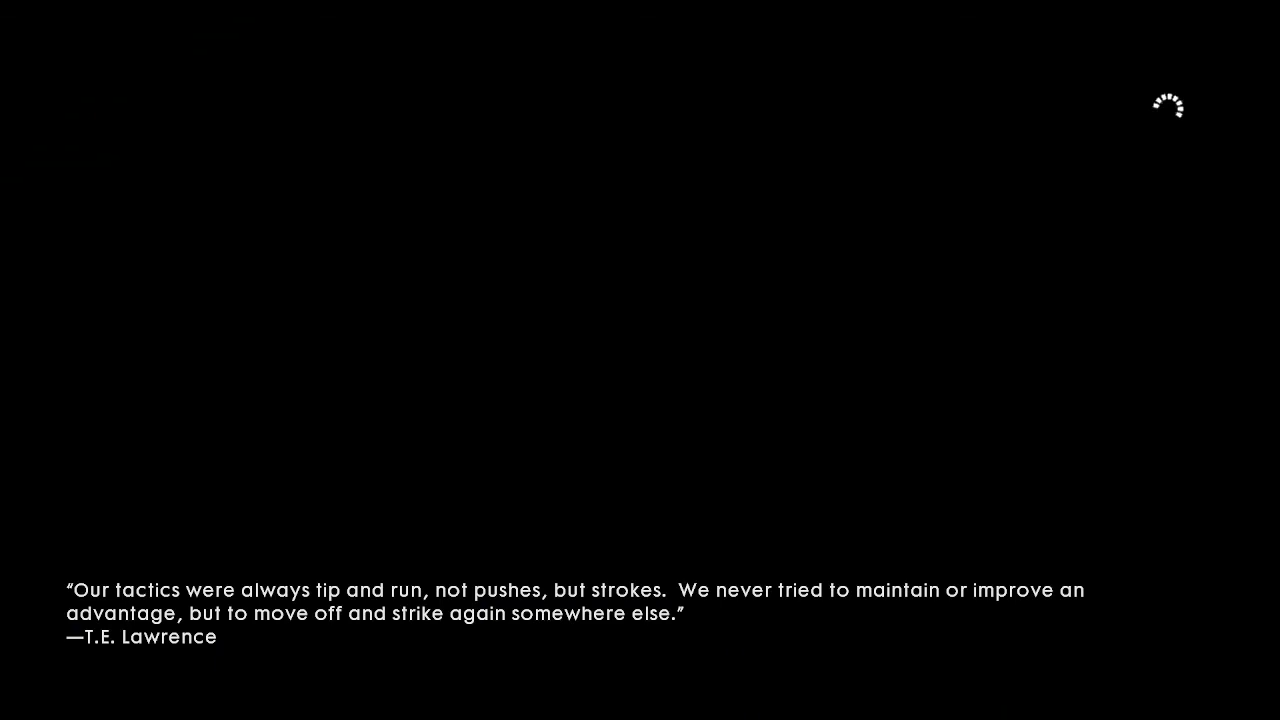 “Our tactics were always tip and run, not pushes, but strokes.  We never tried to maintain or improve an
advantage, but to move off and strike again somewhere else.”
—T.E. Lawrence